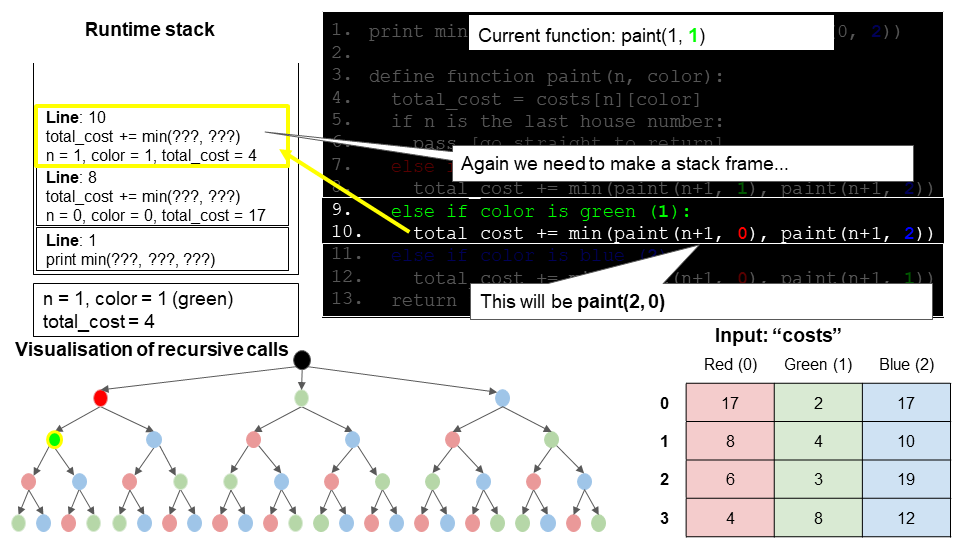 Runtime stack
Line: 10
total_cost += min(???, ???)
n = 1, color = 1, total_cost = 4
Line: 8
total_cost += min(???, ???)
n = 0, color = 0, total_cost = 17
Line: 1
print min(???, ???, ???)
n = 1, color = 1 (green)
total_cost = 4
Current function: paint(1, 1)
1. print min 0, 2))
2.
3. define function paint(n, color):
4. total_cost = costs[n][color]
5. if n is the last house number:
6. pass [go straight to return]
7. else
Again we need to make a stack frame...
8. total_cost += min(paint(n+1, 1), paint(n+1, 2))
9. else if color is green (1):
10. total_cost += min(paint(n+1, 0), paint(n+1, 2))
11. else if color is blue
12. total_cost += (n+1, 0), paint(n+1, 1))
13. return
This will be paint(2, 0)
Visualisation of recursive calls
Input: “costs”
Red (0) Green (1) Blue (2)
0 17 2 17
1 8 4 10
2 6 3 19
3 4 8 12